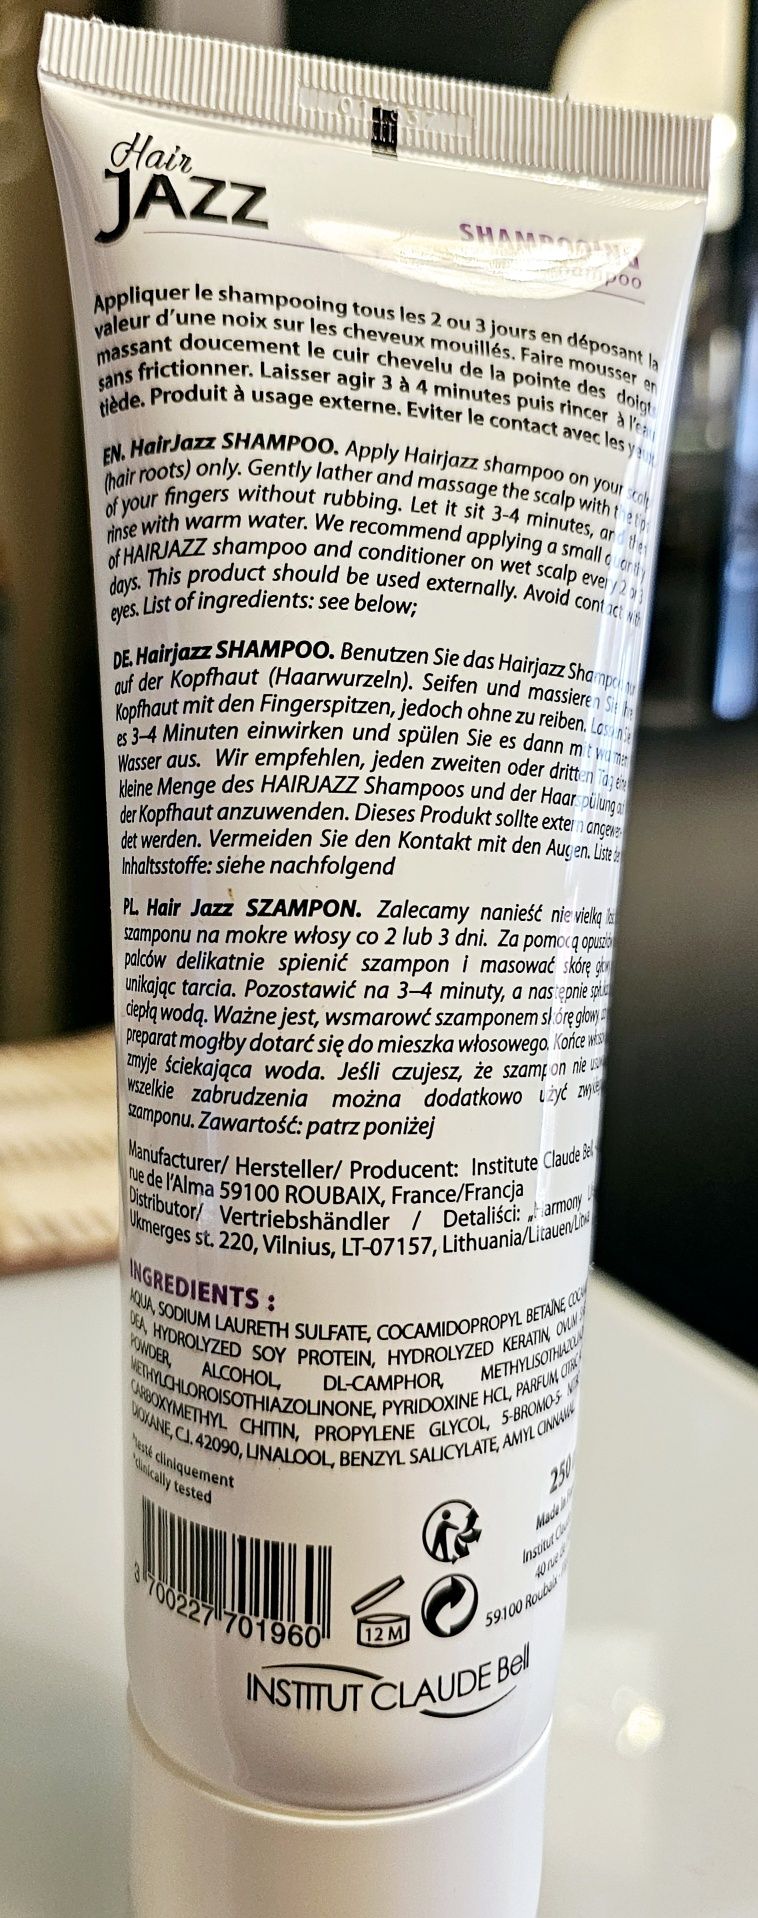 Hair
JAZZ
SHAMPOOING
Shampoo
Appliquer le shampooing tous les 2 ou 3 jours en déposant la
valeur d'une noix sur les cheveux mouillés. Faire mousser en
massant doucement le cuir chevelu de la pointe des doigts
sans frictionner. Laisser agir 3 à 4 minutes puis rincer à l'eau
tiède. Produit à usage externe. Eviter le contact avec les yeux.
EN. HairJazz SHAMPOO. Apply Hairjazz shampoo on your scalp
(hair roots) only. Gently lather and massage the scalp with the tip
of your fingers without rubbing. Let it sit 3-4 minutes, and then
rinse with warm water. We recommend applying a small quantity
of HAIRJAZZ shampoo and conditioner on wet scalp every 2 or 3
days. This product should be used externally. Avoid contact with
eyes. List of ingredients: see below;
DE. Hairjazz SHAMPOO. Benutzen Sie das Hairjazz Shampoo nur
auf der Kopfhaut (Haarwurzeln). Seifen und massieren Sie Ihre
Kopfhaut mit den Fingerspitzen, jedoch ohne zu reiben. Lassen Sie
es 3-4 Minuten einwirken und spülen Sie es dann mit warmen
Wasser aus. Wir empfehlen, jeden zweiten oder dritten Tag eine
kleine Menge des HAIRJAZZ Shampoos und der Haarspülung auf
der Kopfhaut anzuwenden. Dieses Produkt sollte extern angewen-
det werden. Vermeiden Sie den Kontakt mit den Augen. Liste der
Inhaltsstoffe: siehe nachfolgend
PL. Hair Jazz SZAMPON. Zalecamy nanieść niewielką
szamponu na mokre włosy co 2 lub 3 dni. Za pomocą opuszków
palców delikatnie spienić szampon i masować skórę głowy
unikając tarcia. Pozostawić na 3–4 minuty, a następnie spłukać
ciepłą wodą. Ważne jest, wsmarowć szamponem skórę głowy
preparat mogłby dotarć się do mieszka włosowego. Końce
zmyje ściekająca woda. Jeśli czujesz, że szampon nie
wszelkie zabrudzenia można dodatkowo użyć
szamponu. Zawartość: patrz poniżej
Manufacturer/ Hersteller/ Producent: Institute Claude Bell
rue de l'Alma 59100 ROUBAIX, France/Francja
Distributor/ Vertriebshändler / Detaliści: „Harmony
Ukmerges st. 220, Vilnius, LT-07157, Lithuania/Litauen/Litwa
INGREDIENTS :
AQUA, SODIUM LAURETH SULFATE, COCAMIDOPROPYL BETAÏNE,
DEA, HYDROLYZED SOY PROTEIN, HYDROLYZED KERATIN, OVUM
POWDER, ALCOHOL, DL-CAMPHOR,
METHYLCHLOROISOTHIAZOLINONE, PYRIDOXINE HCL, PARFUM,
CARBOXYMETHYL CHITIN, PROPYLENE GLYCOL, 5-BROMO-5-
DIOXANE, C.I. 42090, LINALOOL, BENZYL SALICYLATE, AMYL
*testé cliniquement
*clinically tested
250
Made in
Institut
40 rue de
59100 Roubaix
3 700227 701960
12 M
INSTITUT CLAUDE Bell